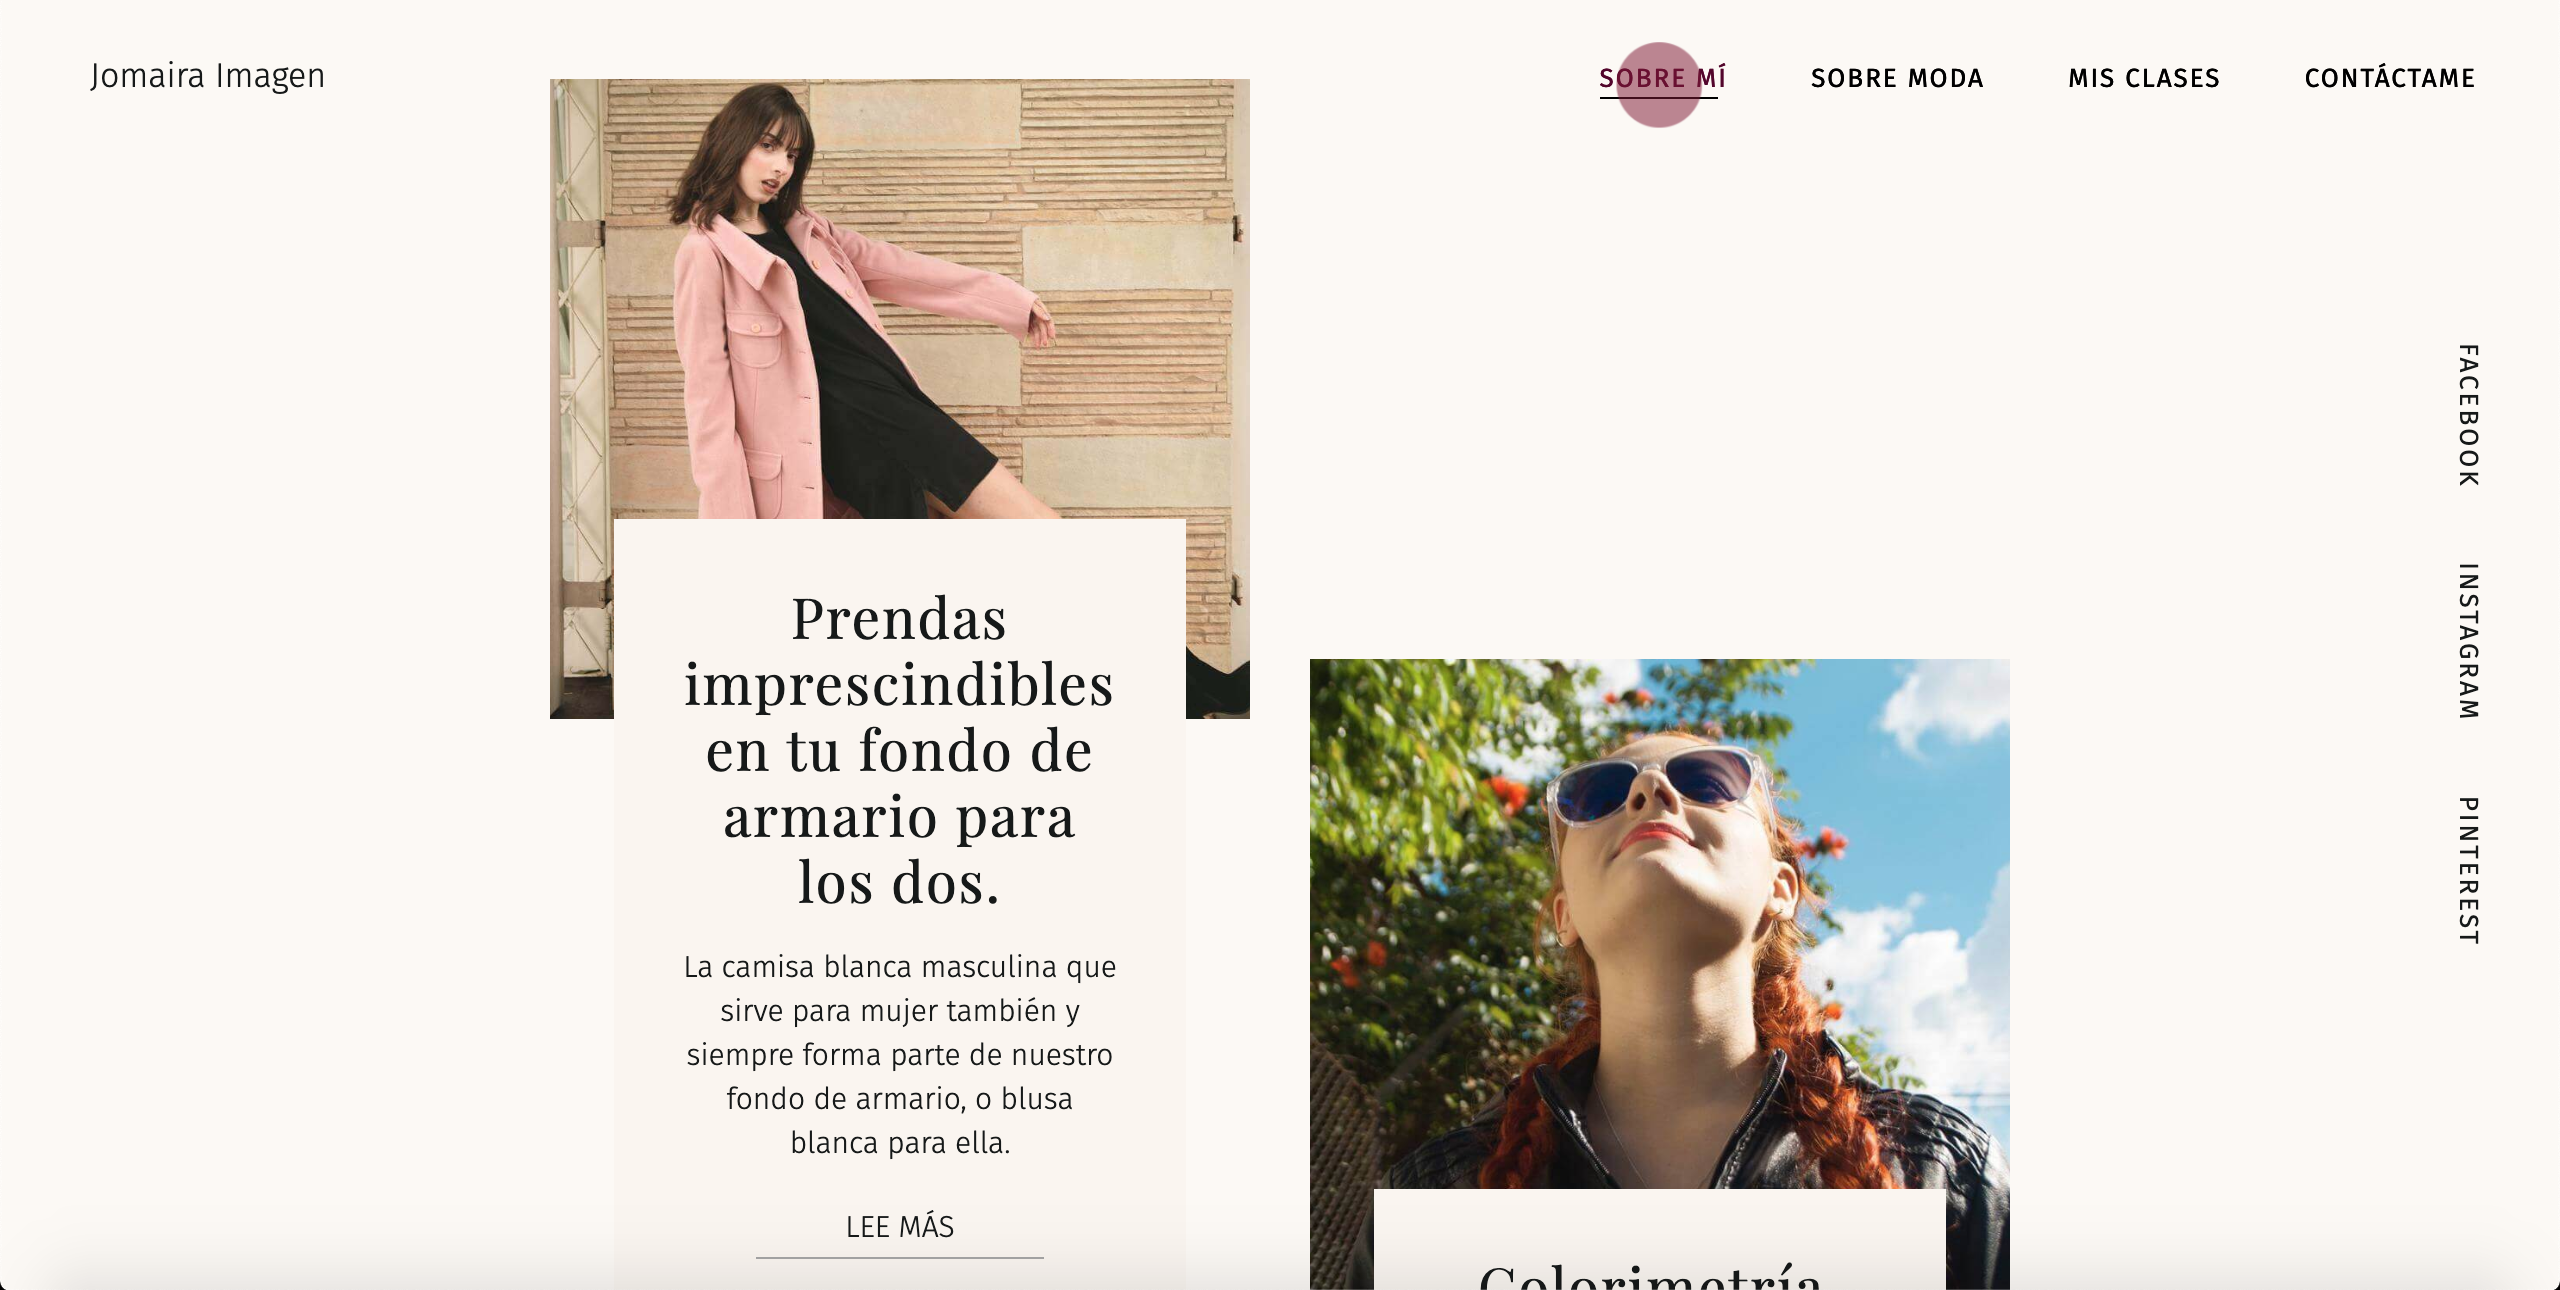 Jomaira Imagen
SOBRE MÍ
SOBRE MODA
MIS CLASES
CONTÁCTAME
Prendas
imprescindibles
en tu fondo de
armario para
los dos.
La camisa blanca masculina que
sirve para mujer también y
siempre forma parte de nuestro
fondo de armario, o blusa
blanca para ella.
LEE MÁS
Colorimetría
FACEBOOK
INSTAGRAM
PINTEREST